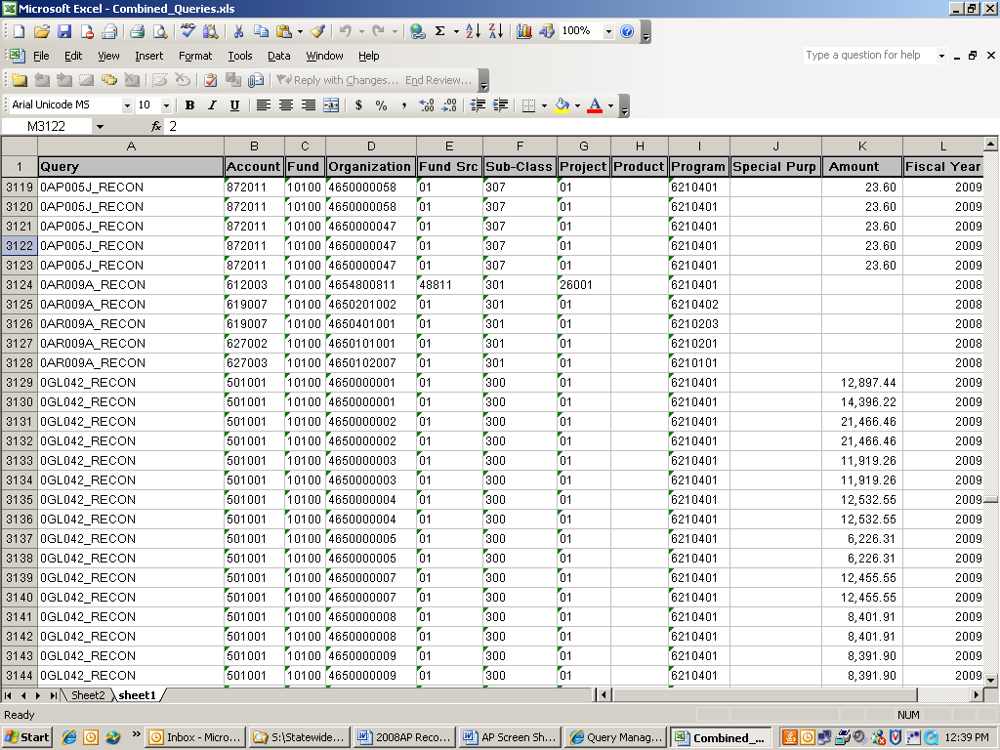 Microsoft Excel - Combined_Queries.xls
100%
File Edit View Insert Format Tools Data Window Help
Type a question for help
Reply with Changes... End Review...
Arial Unicode MS 10 B I U $ % ,
M3122 fx 2
A B C D E F G H I J K L
1 Query Account Fund Organization Fund Src Sub-Class Project Product Program Special Purp Amount Fiscal Year
3119 0AP005J_RECON 872011 10100 4650000058 01 307 01 6210401 23.60 2009
3120 0AP005J_RECON 872011 10100 4650000058 01 307 01 6210401 23.60 2009
3121 0AP005J_RECON 872011 10100 4650000047 01 307 01 6210401 23.60 2009
3122 0AP005J_RECON 872011 10100 4650000047 01 307 01 6210401 23.60 2009
3123 0AP005J_RECON 872011 10100 4650000047 01 307 01 6210401 23.60 2009
3124 0AR009A_RECON 612003 10100 4654800811 48811 301 26001 6210401 2008
3125 0AR009A_RECON 619007 10100 4650201002 01 301 01 6210402 2008
3126 0AR009A_RECON 619007 10100 4650401001 01 301 01 6210203 2008
3127 0AR009A_RECON 627002 10100 4650101001 01 301 01 6210201 2008
3128 0AR009A_RECON 627003 10100 4650102007 01 301 01 6210101 2008
3129 0GL042_RECON 501001 10100 4650000001 01 300 01 6210401 12,897.44 2009
3130 0GL042_RECON 501001 10100 4650000001 01 300 01 6210401 14,396.22 2009
3131 0GL042_RECON 501001 10100 4650000002 01 300 01 6210401 21,466.46 2009
3132 0GL042_RECON 501001 10100 4650000002 01 300 01 6210401 21,466.46 2009
3133 0GL042_RECON 501001 10100 4650000003 01 300 01 6210401 11,919.26 2009
3134 0GL042_RECON 501001 10100 4650000003 01 300 01 6210401 11,919.26 2009
3135 0GL042_RECON 501001 10100 4650000004 01 300 01 6210401 12,532.55 2009
3136 0GL042_RECON 501001 10100 4650000004 01 300 01 6210401 12,532.55 2009
3137 0GL042_RECON 501001 10100 4650000005 01 300 01 6210401 6,226.31 2009
3138 0GL042_RECON 501001 10100 4650000005 01 300 01 6210401 6,226.31 2009
3139 0GL042_RECON 501001 10100 4650000007 01 300 01 6210401 12,455.55 2009
3140 0GL042_RECON 501001 10100 4650000007 01 300 01 6210401 12,455.55 2009
3141 0GL042_RECON 501001 10100 4650000008 01 300 01 6210401 8,401.91 2009
3142 0GL042_RECON 501001 10100 4650000008 01 300 01 6210401 8,401.91 2009
3143 0GL042_RECON 501001 10100 4650000009 01 300 01 6210401 8,391.90 2009
3144 0GL042_RECON 501001 10100 4650000009 01 300 01 6210401 8,391.90 2009
Sheet2 sheet1
Ready NUM
Start Inbox - Micro... S:\Statewide... 2008AP Reco... AP Screen Sh... Query Manag... Combined_... 12:39 PM